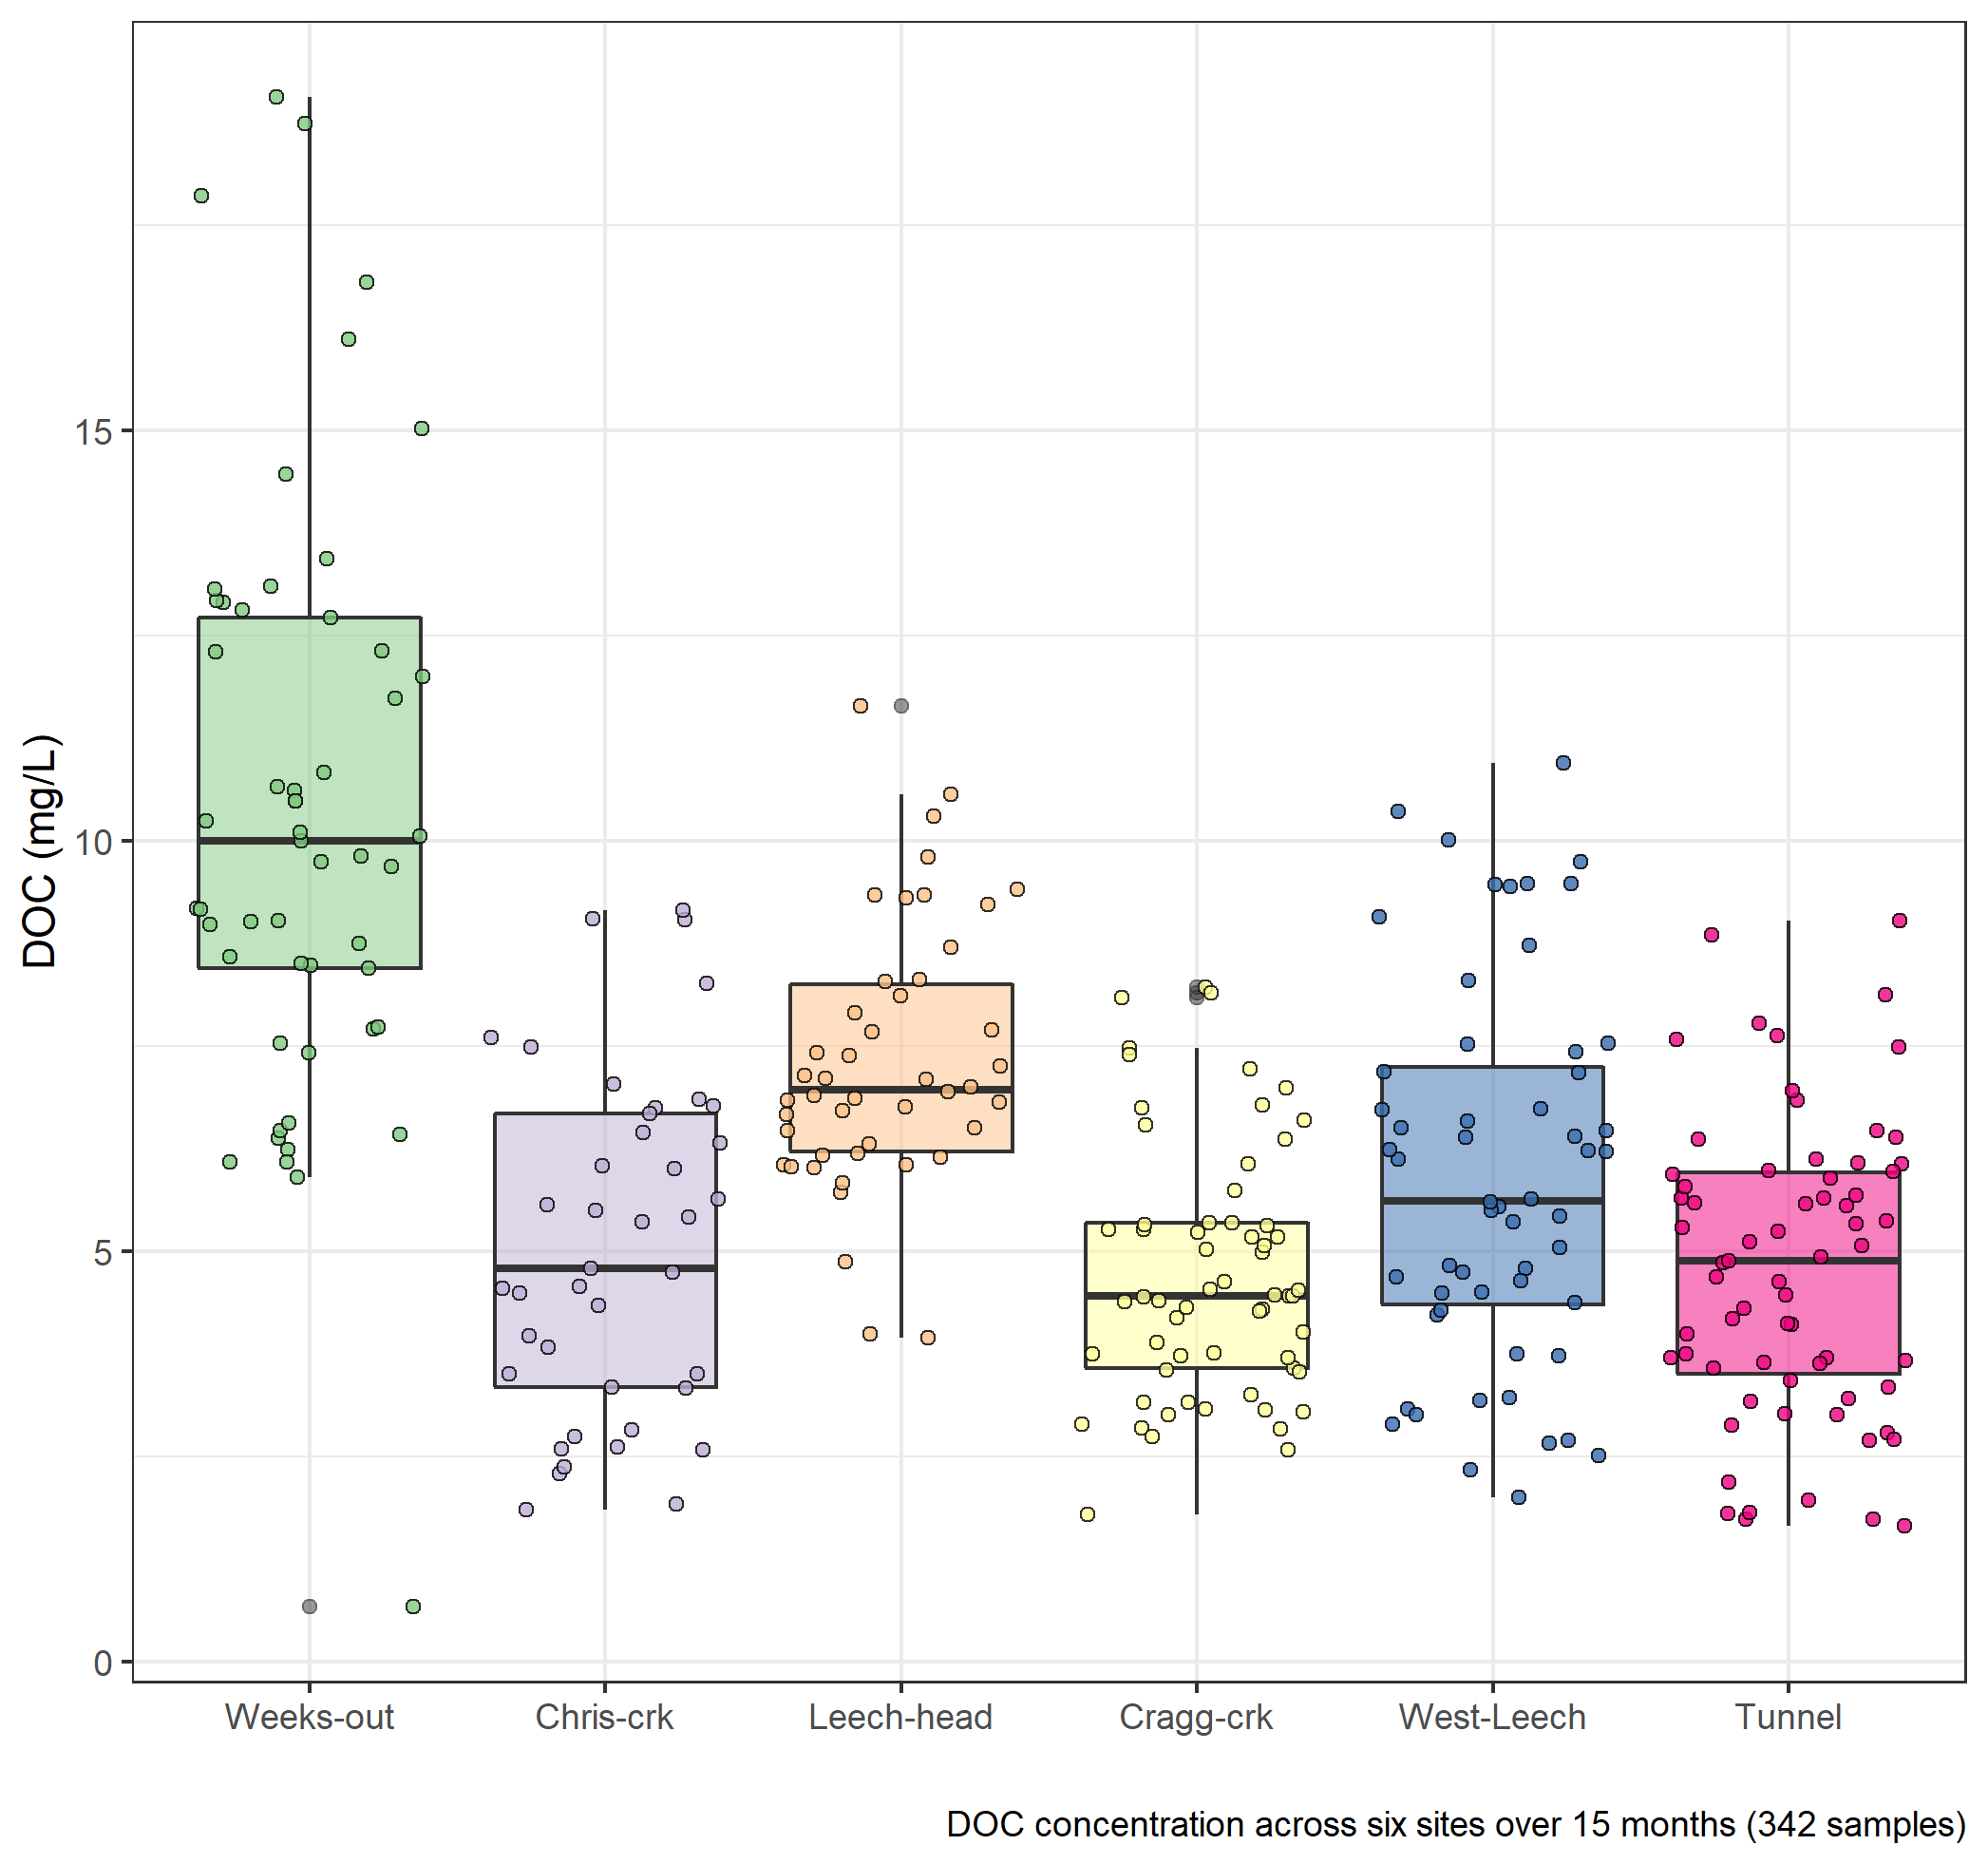 DOC (mg/L)
15
10
5
0
Weeks-out Chris-crk Leech-head Cragg-crk West-Leech Tunnel
DOC concentration across six sites over 15 months (342 samples)